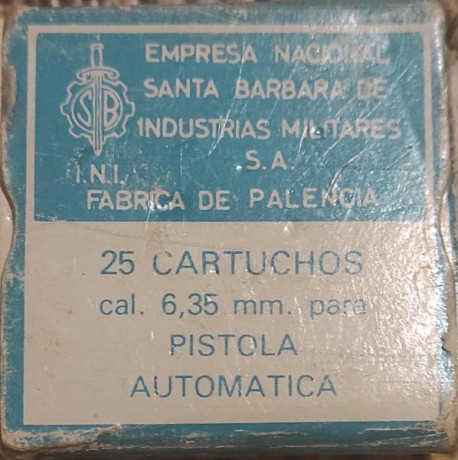 EMPRESA NACIONAL
SANTA BARBARA DE
INDUSTRIAS MILITARES
S.A.
SB
I.N.I.
FABRICA DE PALENCIA
25 CARTUCHOS
cal. 6,35 mm. para
PISTOLA
AUTOMATICA